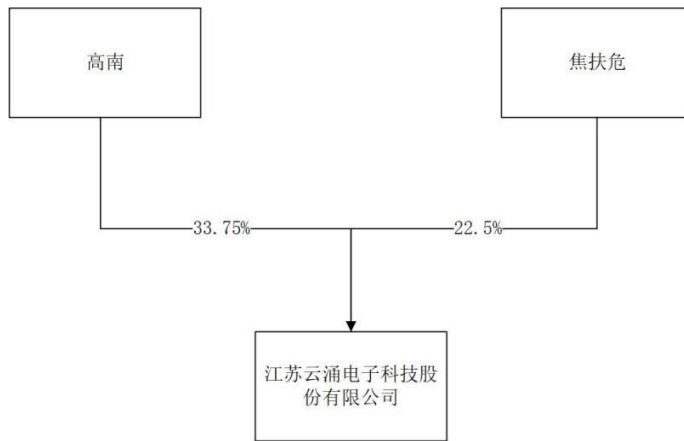 高南
焦扶危
33.75%
22.5%
江苏云涌电子科技股
份有限公司